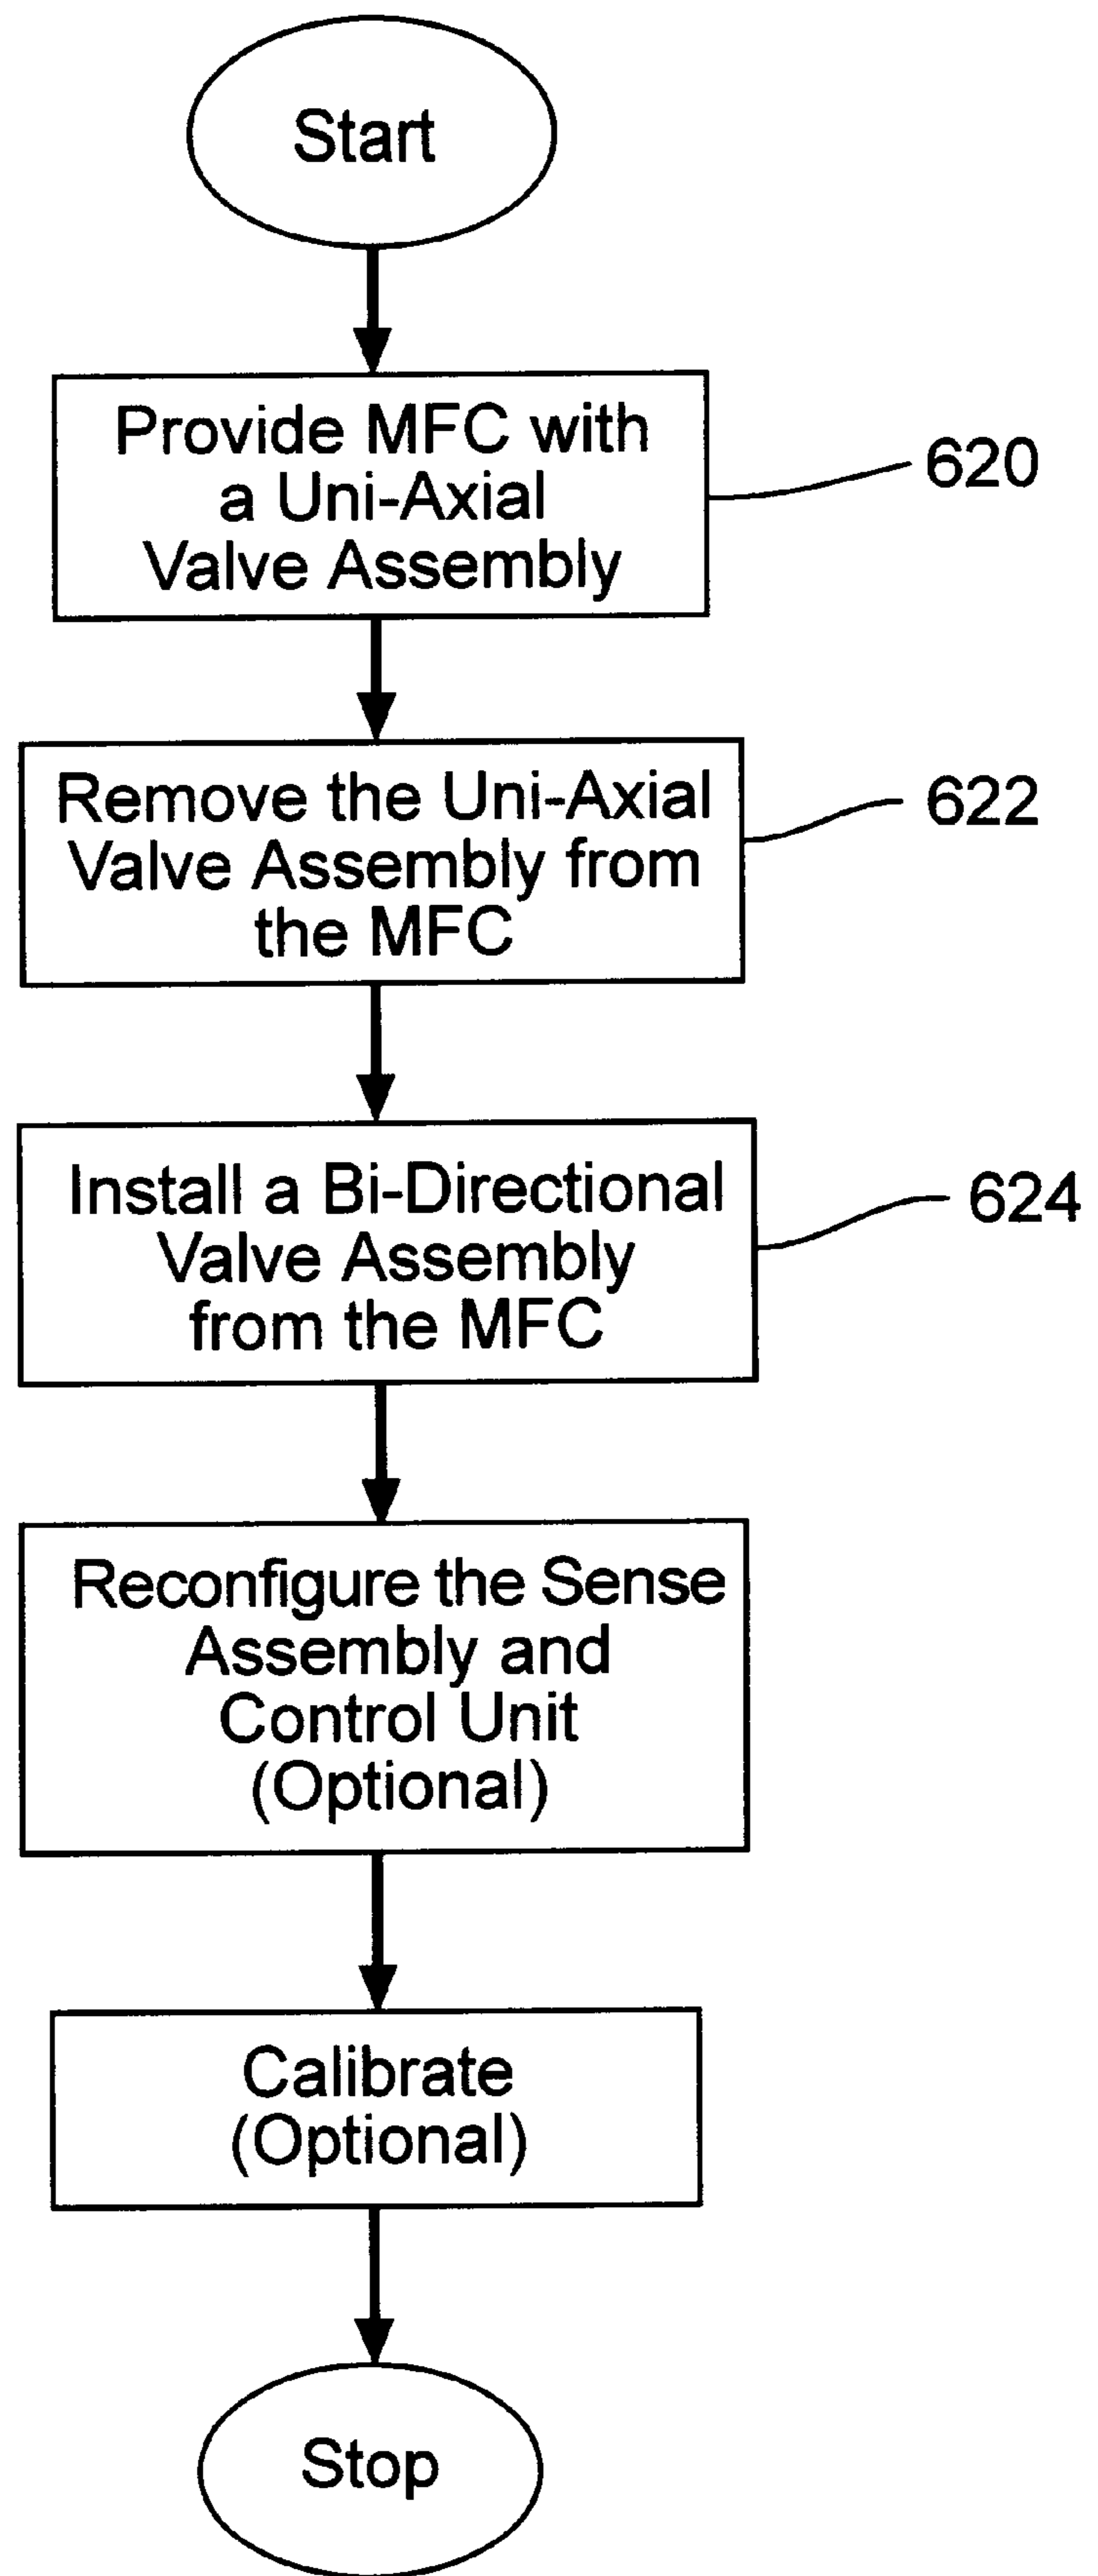 Start
Provide MFC with
a Uni-Axial
Valve Assembly
620
Remove the Uni-Axial
Valve Assembly from
the MFC
622
Install a Bi-Directional
Valve Assembly
from the MFC
624
Reconfigure the Sense
Assembly and
Control Unit
(Optional)
Calibrate
(Optional)
Stop